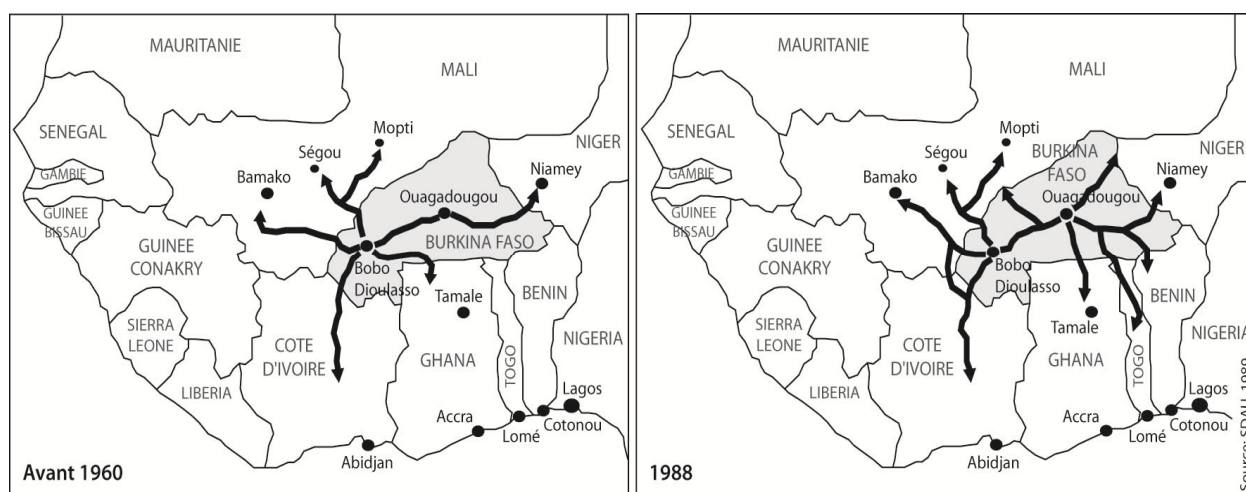 MAURITANIE
MALI
SENEGAL
Mopti
NIGER
Ségou
GAMBIE
Bamako
Niamey
Ouagadougou
GUINEE
BISSAU
GUINEE
CONAKRY
BURKINA FASO
Bobo
Dioulasso
BENIN
Tamale
SIERRA
LEONE
COTE
D'IVOIRE
GHANA
TOGO
NIGERIA
LIBERIA
Lagos
Accra
Lomé
Cotonou
Abidjan
Avant 1960
MAURITANIE
MALI
SENEGAL
Mopti
NIGER
Ségou
BURKINA
FASO
GAMBIE
Bamako
Niamey
Ouagadougou
GUINEE
BISSAU
GUINEE
CONAKRY
Bobo
Dioulasso
BENIN
Tamale
SIERRA
LEONE
COTE
D'IVOIRE
GHANA
TOGO
NIGERIA
LIBERIA
Lagos
Accra
Lomé
Cotonou
Abidjan
1988
Source: SDAU, 1989